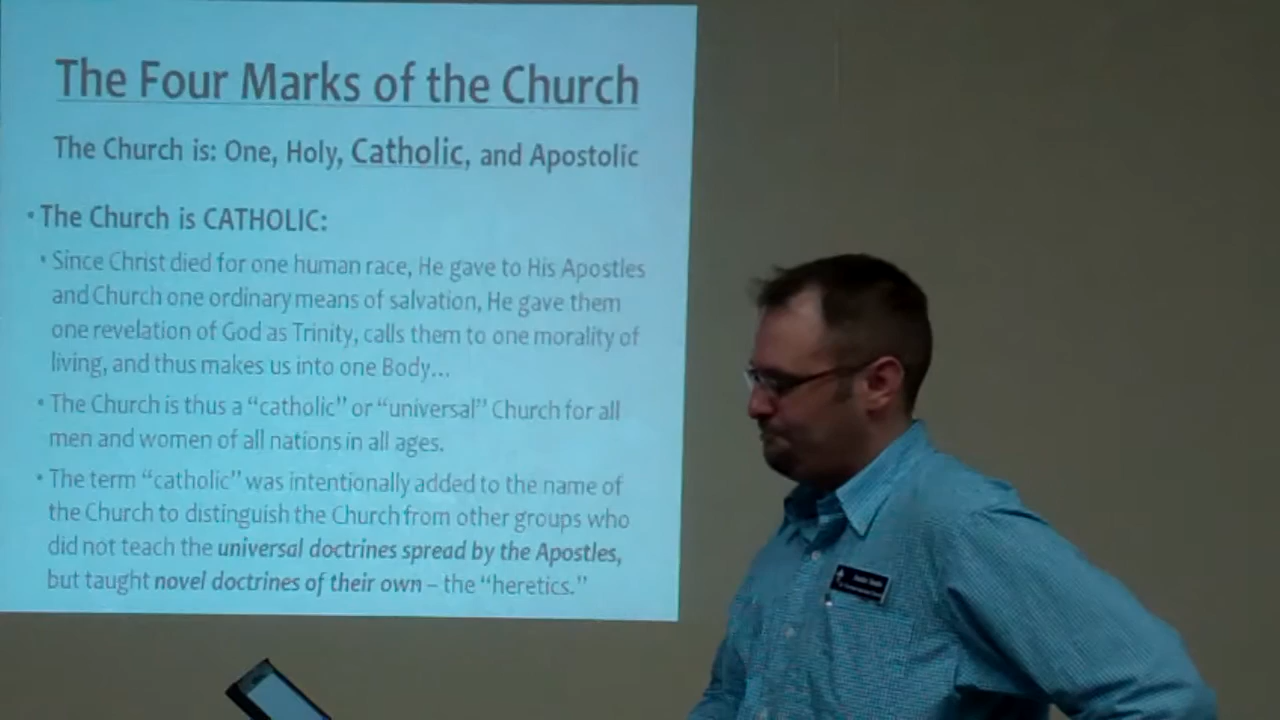 The Four Marks of the Church
The Church is: One, Holy, Catholic, and Apostolic
• The Church is CATHOLIC:
• Since Christ died for one human race, He gave to His Apostles
and Church one ordinary means of salvation, He gave them
one revelation of God as Trinity, calls them to one morality of
living, and thus makes us into one Body...
• The Church is thus a “catholic” or “universal” Church for all
men and women of all nations in all ages.
• The term “catholic” was intentionally added to the name of
the Church to distinguish the Church from other groups who
did not teach the universal doctrines spread by the Apostles,
but taught novel doctrines of their own – the “heretics.”